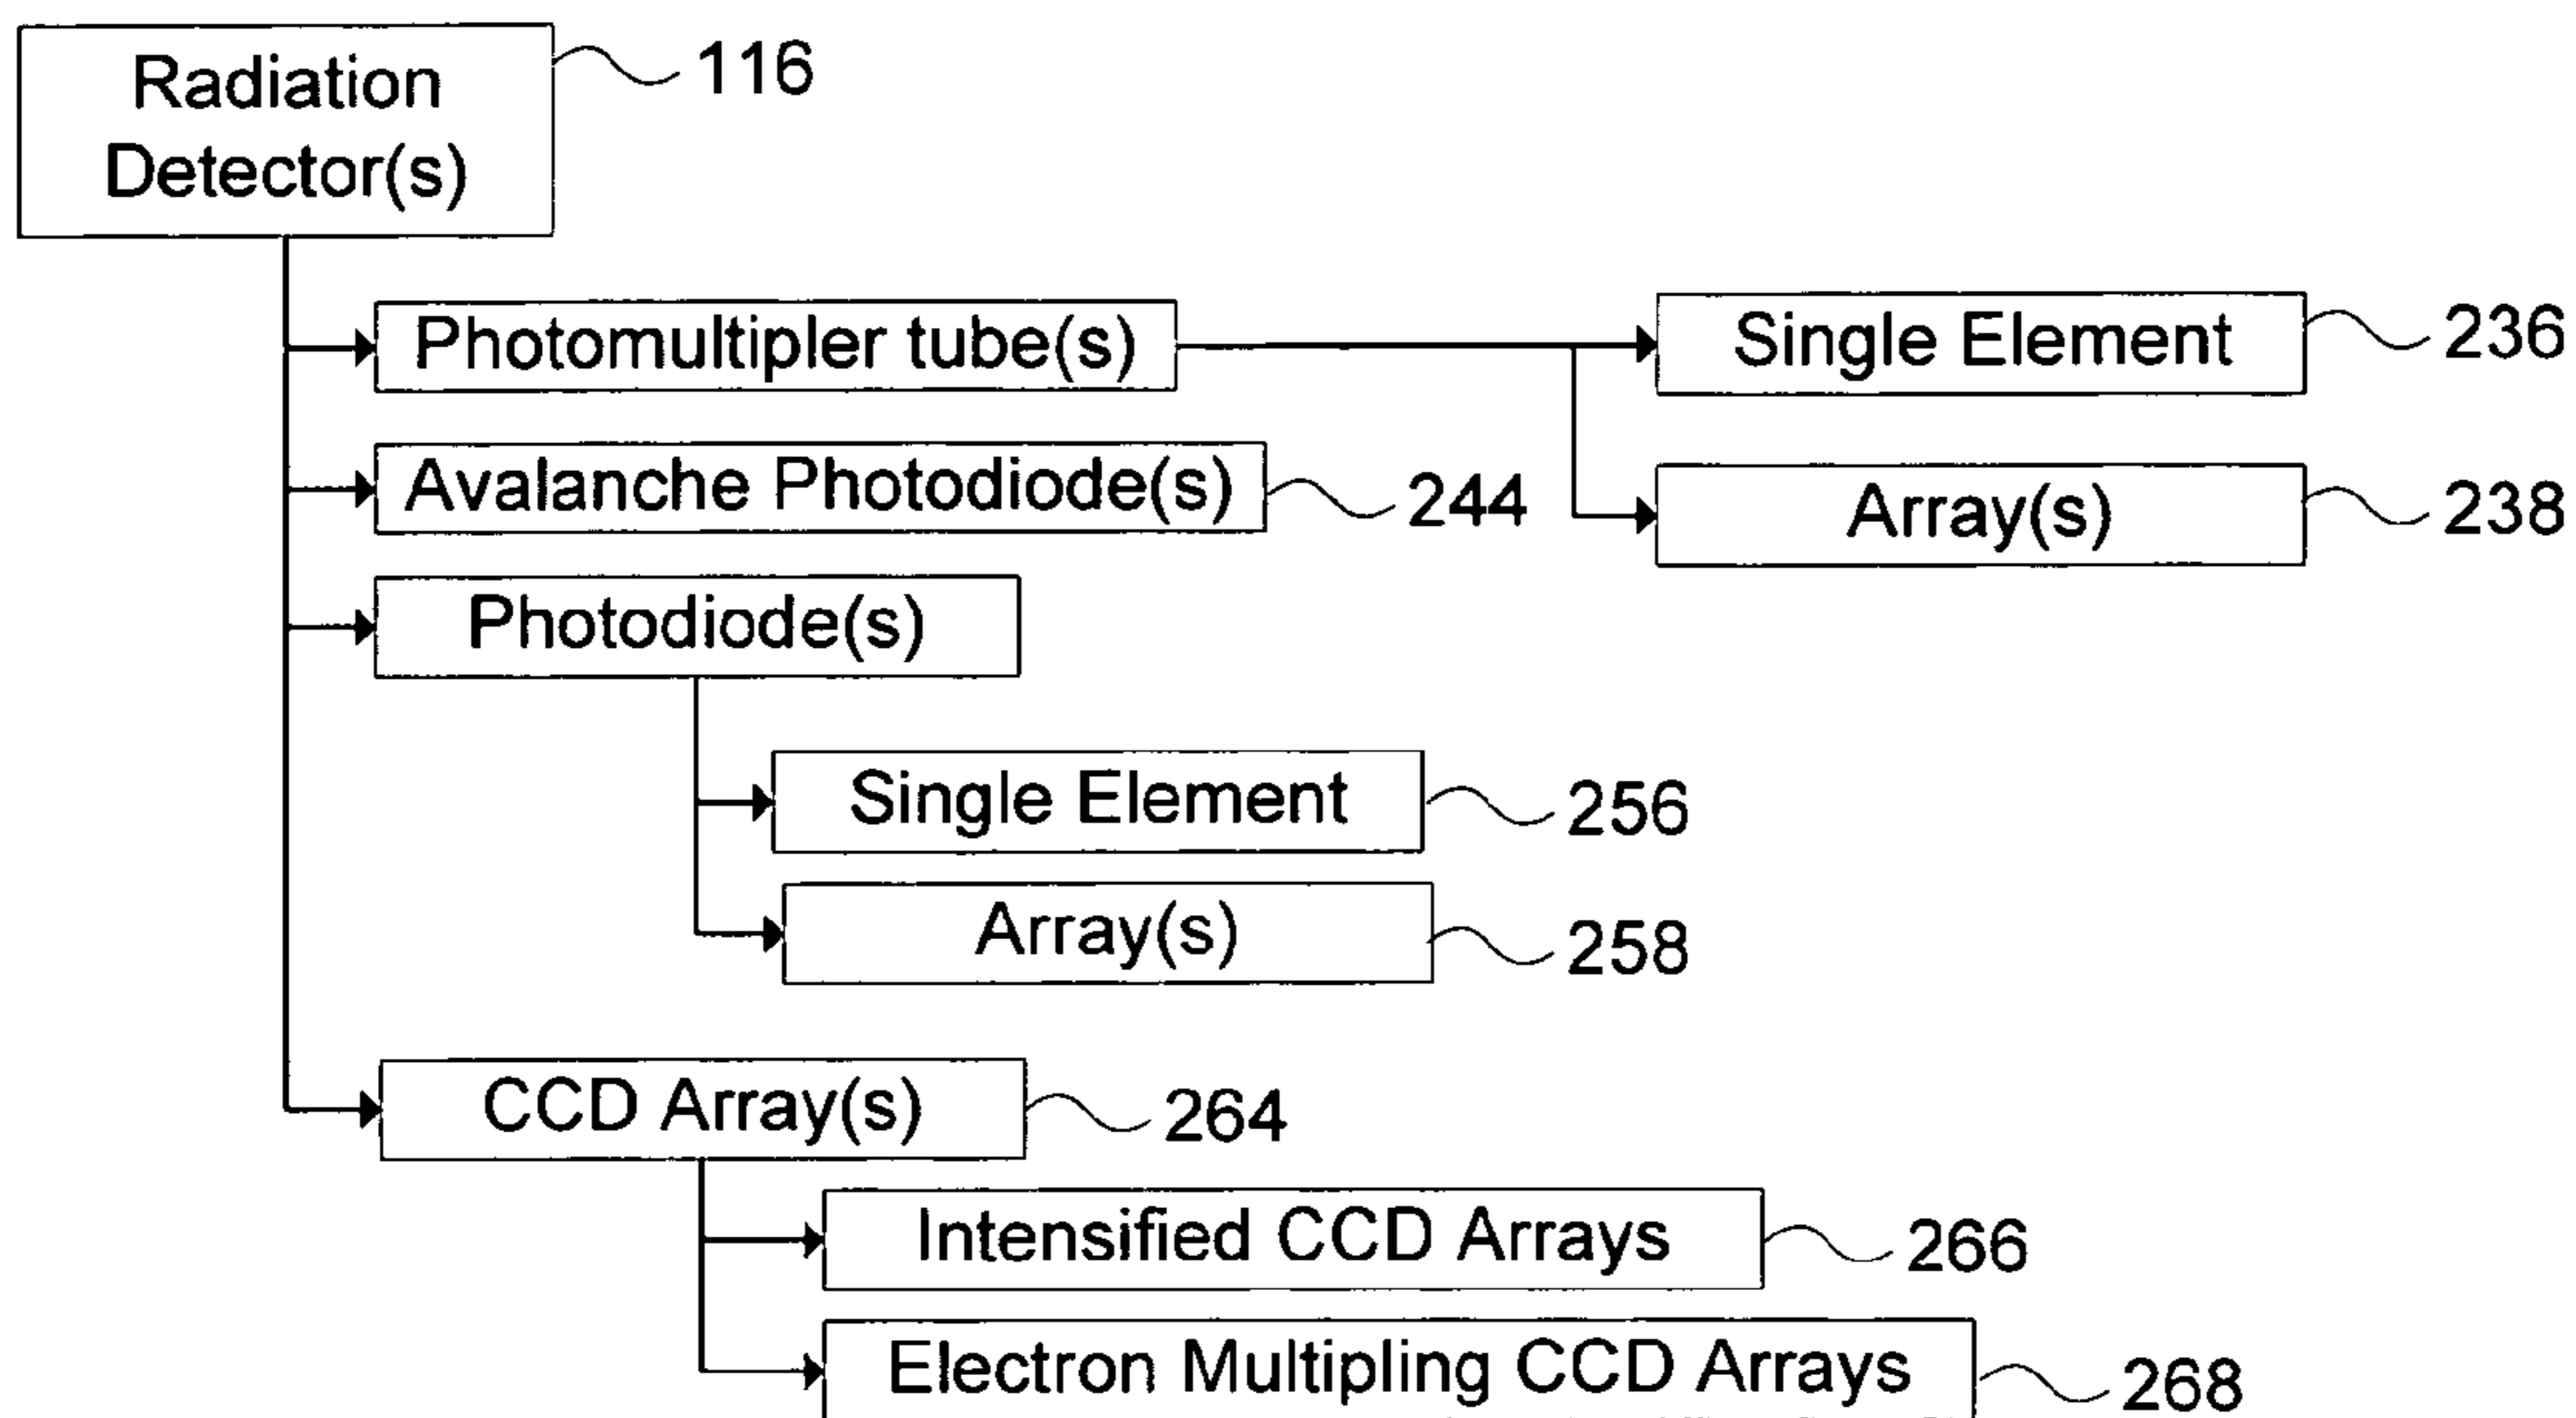 Radiation
Detector(s)
116
Photomultipler tube(s)
Single Element
236
Avalanche Photodiode(s)
244
Array(s)
238
Photodiode(s)
Single Element
256
Array(s)
258
CCD Array(s)
264
Intensified CCD Arrays
266
Electron Multipling CCD Arrays
268